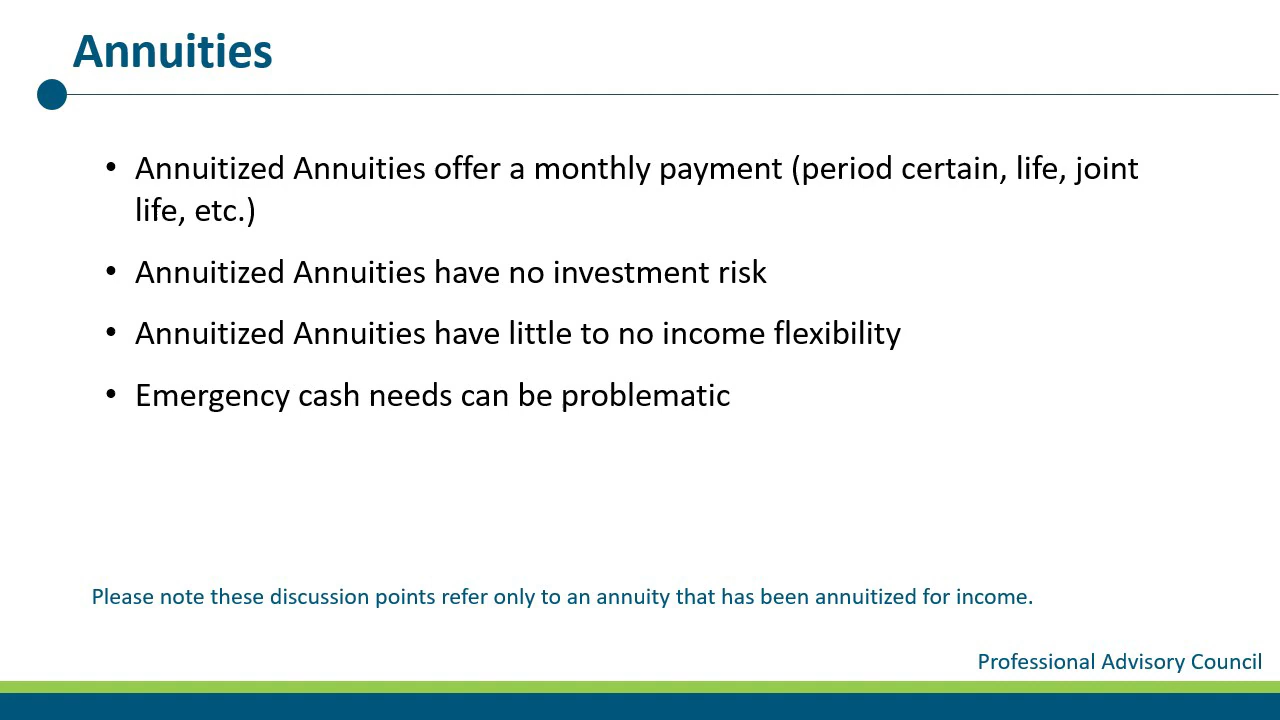 Annuities
• Annuitized Annuities offer a monthly payment (period certain, life, joint
life, etc.)
• Annuitized Annuities have no investment risk
• Annuitized Annuities have little to no income flexibility
• Emergency cash needs can be problematic
Please note these discussion points refer only to an annuity that has been annuitized for income.
Professional Advisory Council